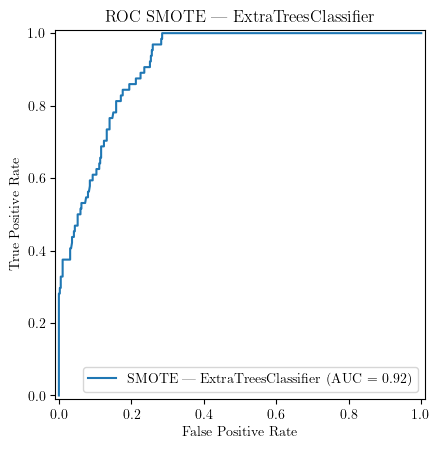 ROC SMOTE — ExtraTreesClassifier
1.0
0.8
0.6
0.4
0.2
0.0
True Positive Rate
SMOTE — ExtraTreesClassifier (AUC = 0.92)
0.0 0.2 0.4 0.6 0.8 1.0
False Positive Rate